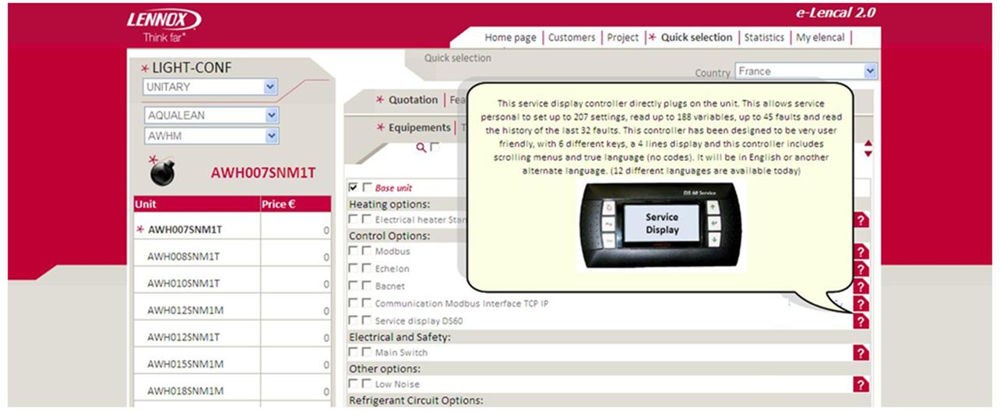 LENNOX
Think far*
e-Lencal 2.0
Home page | Customers | Project | * Quick selection | Statistics | My elencal |
* LIGHT-CONF
UNITARY
AQUALEAN
AWHM
AWH007SNM1T
Unit Price €
* AWH007SNM1T 0
AWH008SNM1T 0
AWH010SNM1T 0
AWH012SNM1M 0
AWH012SNM1T 0
AWH015SNM1M 0
AWH018SNM1M 0
Quick selection
Country France
* Quotation | Fea
* Equipements | T
This service display controller directly plugs on the unit. This allows service
personal to set up to 207 settings, read up to 188 variables, up to 45 faults and read
the history of the last 32 faults. This controller has been designed to be very user
friendly, with 6 different keys, a 4 lines display and this controller includes
scrolling menus and true language (no codes). It will be in English or another
alternate language. (12 different languages are available today)
DS 60 Service
Service
Display
Base unit
Heating options:
Electrical heater Stan
?
Control Options:
Modbus ?
Echelon ?
Bacnet ?
Communication Modbus Interface TCP IP ?
Service display DS60 ?
Electrical and Safety:
Main Switch ?
Other options:
Low Noise ?
Refrigerant Circuit Options: